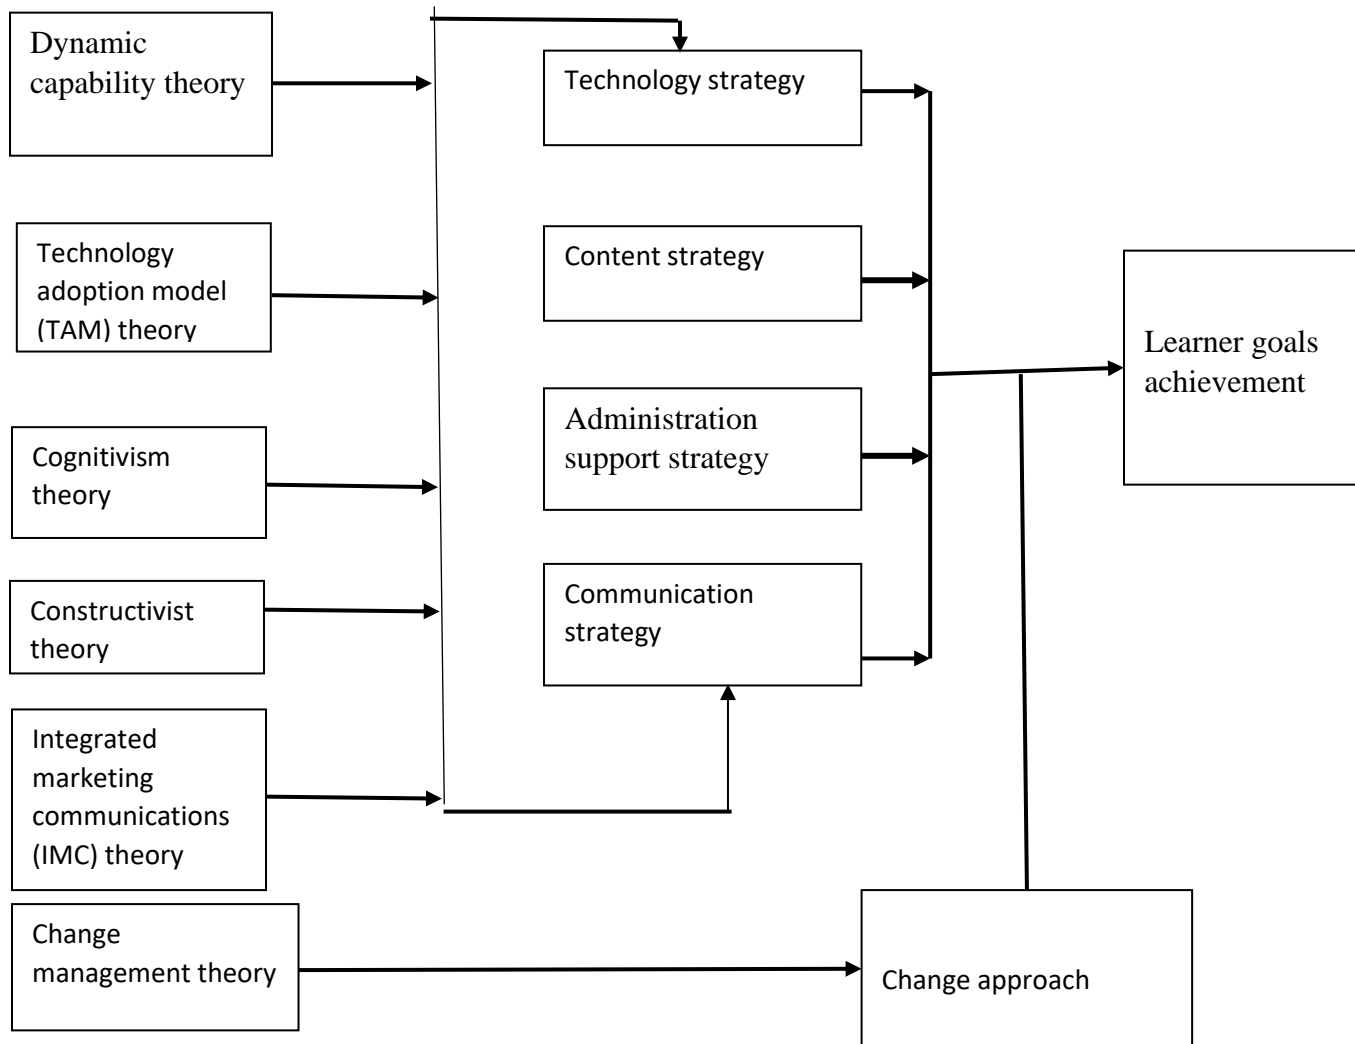 Dynamic
capability theory
Technology
adoption model
(TAM) theory
Cognitivism
theory
Constructivist
theory
Integrated
marketing
communications
(IMC) theory
Change
management theory
Technology strategy
Content strategy
Administration
support strategy
Communication
strategy
Change approach
Learner goals
achievement